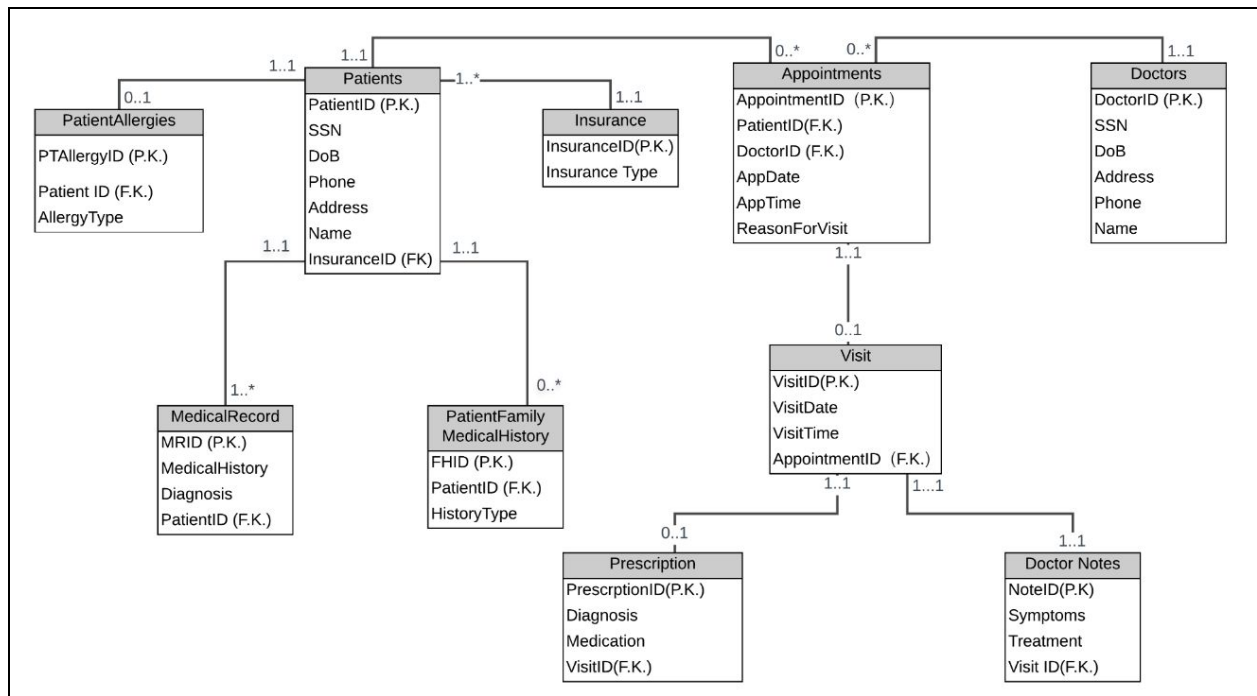 1..1
0..*
0..*
1..1
1..1
0..1
1..*
1..1
Patients
PatientID (P.K.)
SSN
DoB
Phone
Address
Name
InsuranceID (FK)
PatientAllergies
PTAllergyID (P.K.)
Patient ID (F.K.)
AllergyType
Insurance
InsuranceID(P.K.)
Insurance Type
Appointments
AppointmentID (P.K.)
PatientID(F.K.)
DoctorID (F.K.)
AppDate
AppTime
ReasonForVisit
Doctors
DoctorID (P.K.)
SSN
DoB
Address
Phone
Name
1..1
1..1
1..1
0..1
1..*
0..*
MedicalRecord
MRID (P.K.)
MedicalHistory
Diagnosis
PatientID (F.K.)
PatientFamily
MedicalHistory
FHID (P.K.)
PatientID (F.K.)
HistoryType
Visit
VisitID(P.K.)
VisitDate
VisitTime
AppointmentID (F.K.)
1..1
1...1
0..1
1..1
Prescription
PrescrptionID(P.K.)
Diagnosis
Medication
VisitID(F.K.)
Doctor Notes
NoteID(P.K)
Symptoms
Treatment
Visit ID(F.K.)